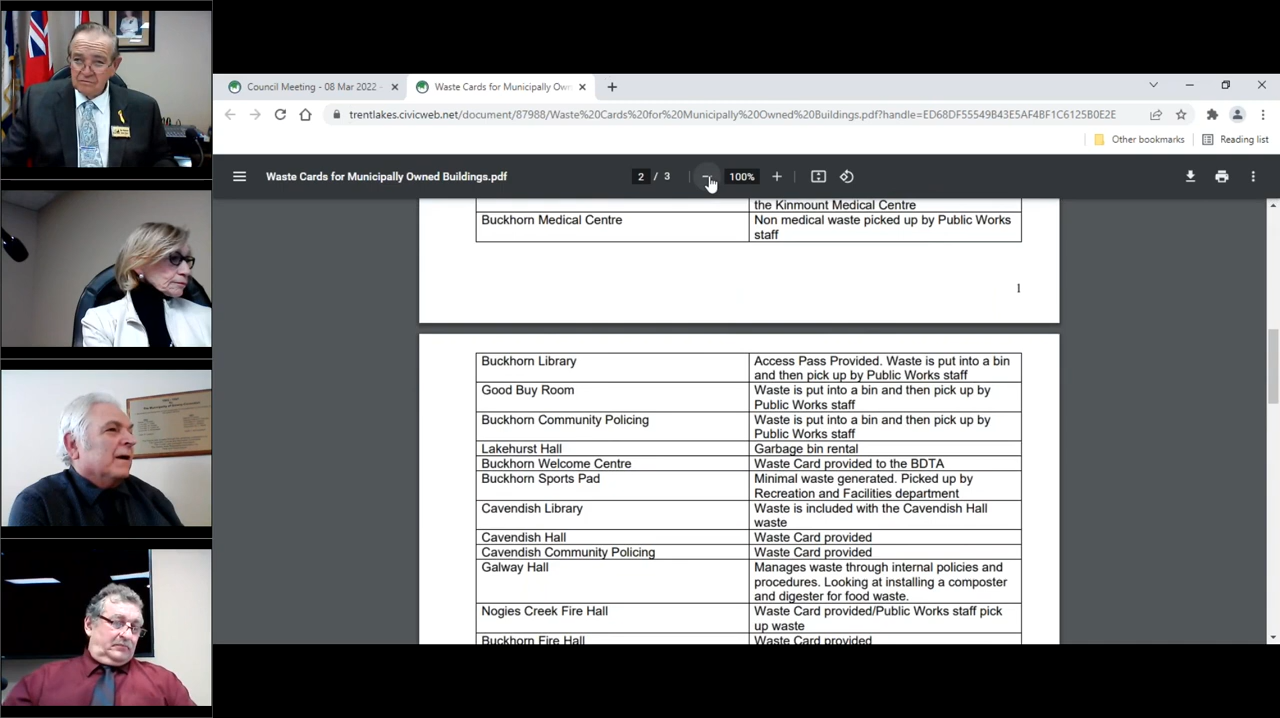 Council Meeting - 08 Mar 2022 -
Waste Cards for Municipally Own
trentlakes.civicweb.net/document/87988/Waste%20Cards%20for%20Municipally%20Owned%20Buildings.pdf?handle=ED68DF55549B43E5AF4BF1C6125B0E2E
Other bookmarks
Reading list
Waste Cards for Municipally Owned Buildings.pdf
2 / 3
100%
the Kinmount Medical Centre
Buckhorn Medical Centre
Non medical waste picked up by Public Works
staff
1
Buckhorn Library
Access Pass Provided. Waste is put into a bin
and then pick up by Public Works staff
Good Buy Room
Waste is put into a bin and then pick up by
Public Works staff
Buckhorn Community Policing
Waste is put into a bin and then pick up by
Public Works staff
Lakehurst Hall
Garbage bin rental
Buckhorn Welcome Centre
Waste Card provided to the BDTA
Buckhorn Sports Pad
Minimal waste generated. Picked up by
Recreation and Facilities department
Cavendish Library
Waste is included with the Cavendish Hall
waste
Cavendish Hall
Waste Card provided
Cavendish Community Policing
Waste Card provided
Galway Hall
Manages waste through internal policies and
procedures. Looking at installing a composter
and digester for food waste.
Nogies Creek Fire Hall
Waste Card provided/Public Works staff pick
up waste
Buckhorn Fire Hall
Waste Card provided